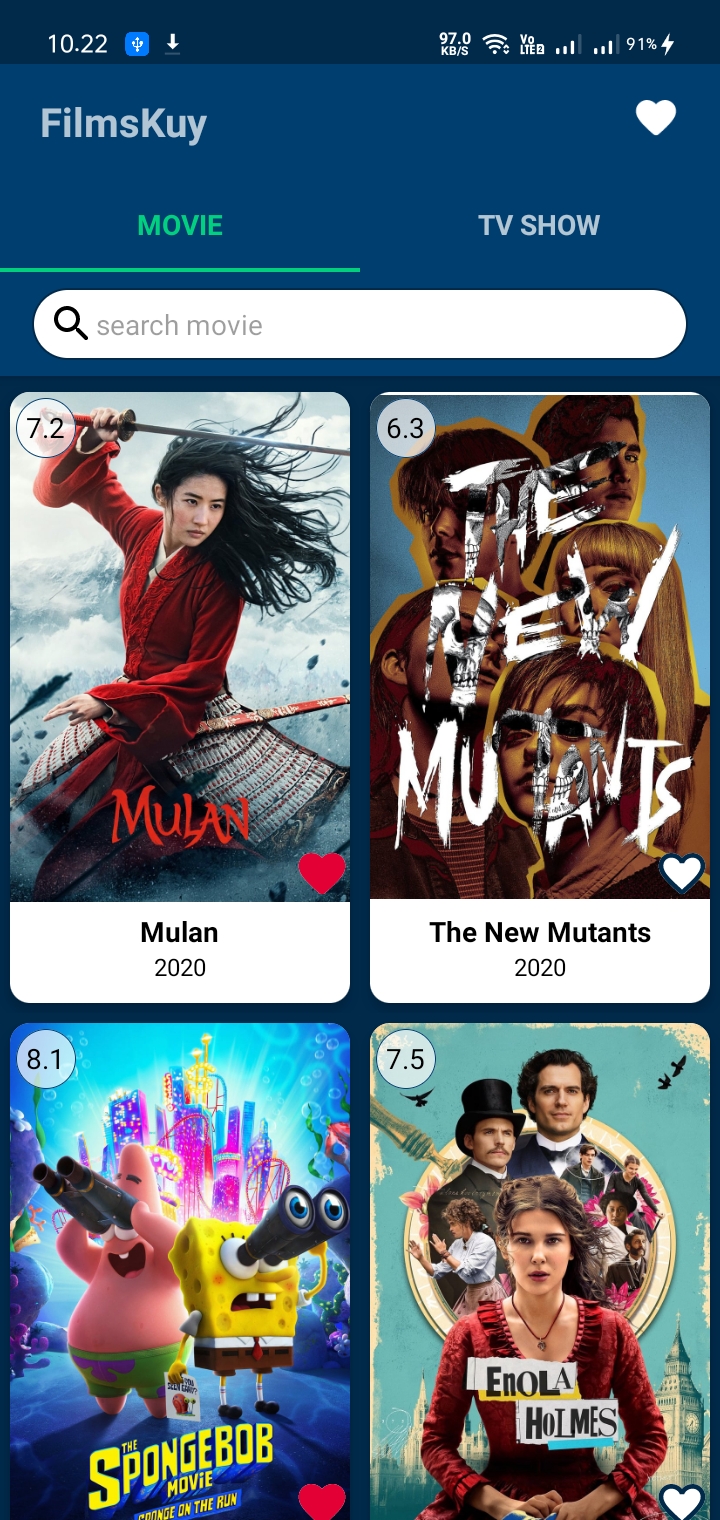 10.22
97.0
KB/S
Vo
LTE2
91%
FilmsKuy
MOVIE
TV SHOW
search movie
7.2
MULAN
Mulan
2020
6.3
THE
NEW
MUTANTS
The New Mutants
2020
8.1
THE
SPONGEBOB
MOVIE
SPONGE ON THE RUN
7.5
ENOLA
HOLMES